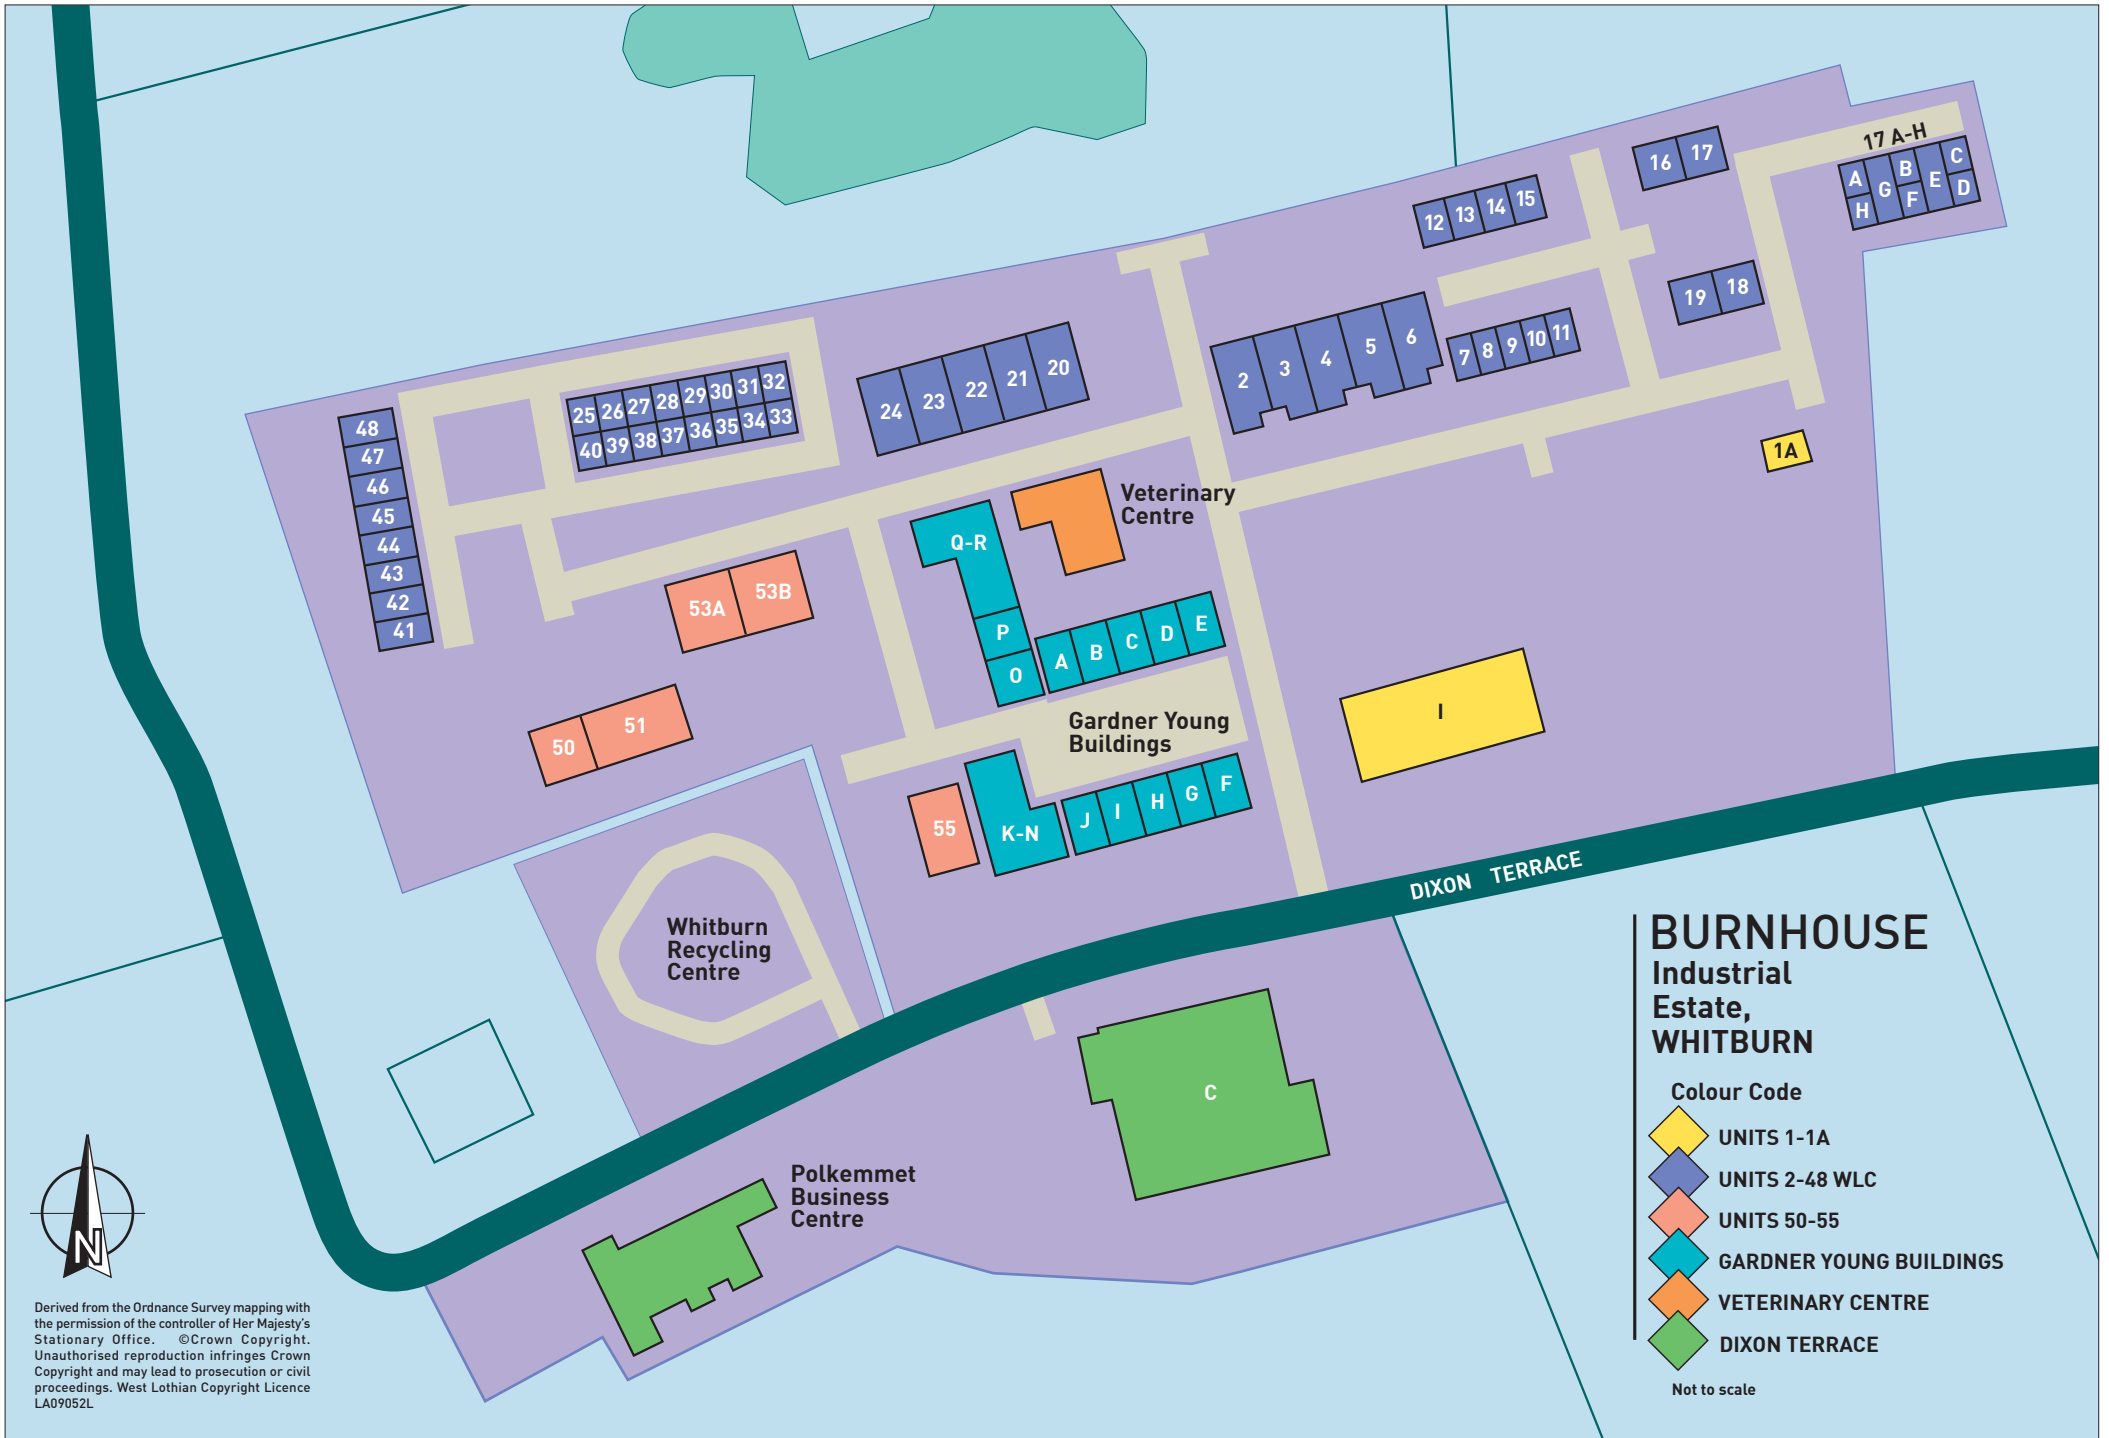 17 A-H
A
G
B
E
C
H
F
D
16
17
12
13
14
15
19
18
2
3
4
5
6
7
8
9
10
11
24
23
22
21
20
25
26
27
28
29
30
31
32
40
39
38
37
36
35
34
33
48
47
46
45
44
43
42
41
1A
Veterinary
Centre
Q-R
P
O
A
B
C
D
E
53A
53B
50
51
I
Gardner Young
Buildings
55
K-N
J
I
H
G
F
DIXON TERRACE
Whitburn
Recycling
Centre
C
Polkemmet
Business
Centre
BURNHOUSE
Industrial
Estate,
WHITBURN
Colour Code
UNITS 1-1A
UNITS 2-48 WLC
UNITS 50-55
GARDNER YOUNG BUILDINGS
VETERINARY CENTRE
DIXON TERRACE
Not to scale
N
Derived from the Ordnance Survey mapping with
the permission of the controller of Her Majesty's
Stationary Office. ©Crown Copyright.
Unauthorised reproduction infringes Crown
Copyright and may lead to prosecution or civil
proceedings. West Lothian Copyright Licence
LA09052L